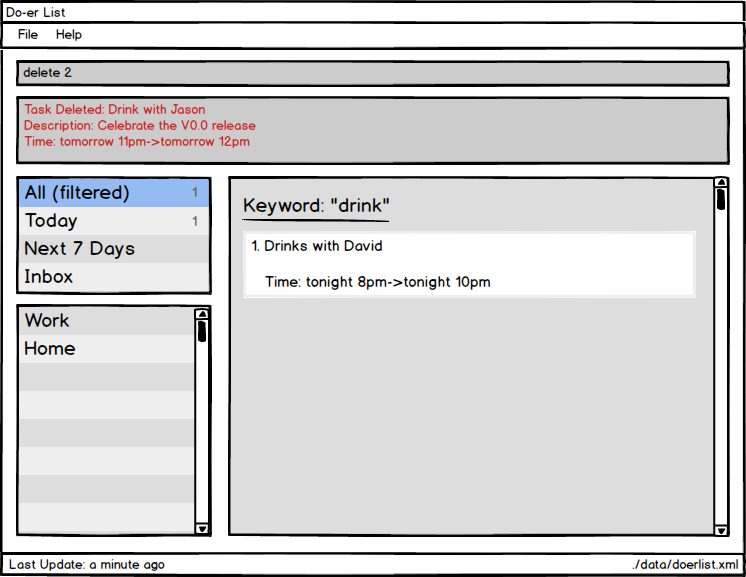 Do-er List
File Help
delete 2
Task Deleted: Drink with Jason
Description: Celebrate the V0.0 release
Time: tomorrow 11pm->tomorrow 12pm
All (filtered) 1
Today 1
Next 7 Days
Inbox
Work
Home
Keyword: "drink"
1. Drinks with David
Time: tonight 8pm->tonight 10pm
Last Update: a minute ago
./data/doerlist.xml